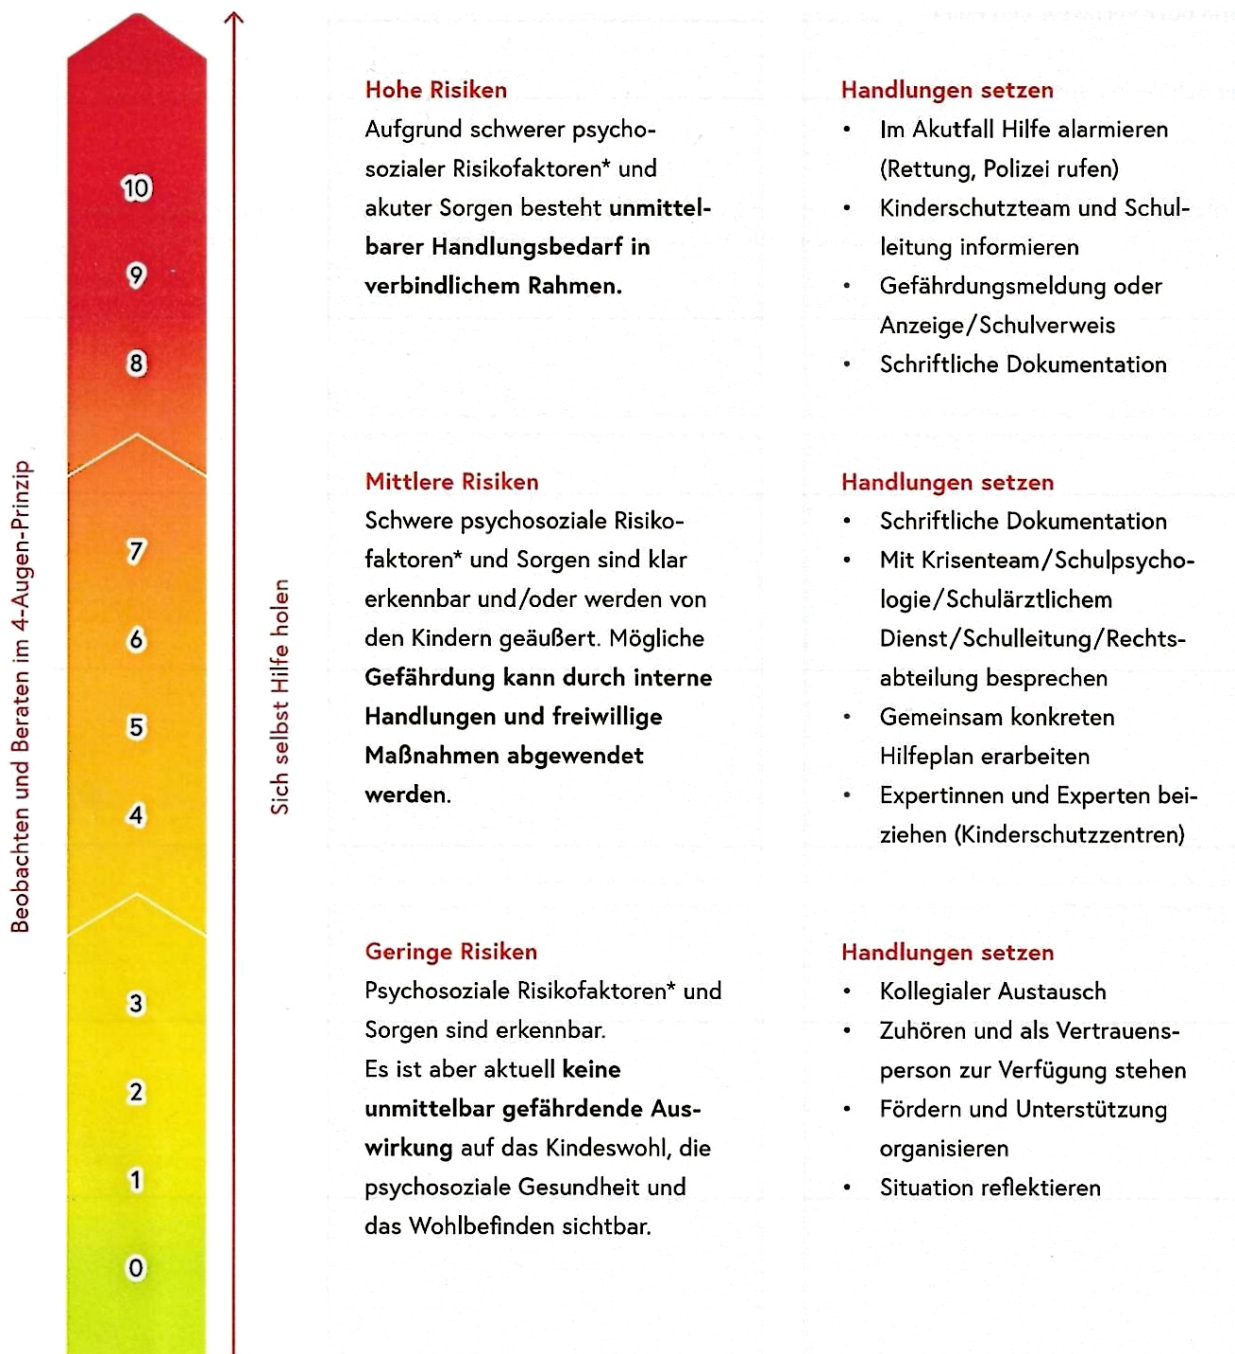 Hohe Risiken
Aufgrund schwerer psycho-
sozialer Risikofaktoren* und
akuter Sorgen besteht unmittel-
barer Handlungsbedarf in
verbindlichem Rahmen.
Handlungen setzen
• Im Akutfall Hilfe alarmieren
(Rettung, Polizei rufen)
• Kinderschutzteam und Schul-
leitung informieren
• Gefährdungsmeldung oder
Anzeige/Schulverweis
• Schriftliche Dokumentation
10
9
8
Mittlere Risiken
Schwere psychosoziale Risiko-
faktoren* und Sorgen sind klar
erkennbar und/oder werden von
den Kindern geäußert. Mögliche
Gefährdung kann durch interne
Handlungen und freiwillige
Maßnahmen abgewendet
werden.
Handlungen setzen
• Schriftliche Dokumentation
• Mit Krisenteam/Schulpsycho-
logie/Schulärztlichem
Dienst/Schulleitung/Rechts-
abteilung besprechen
• Gemeinsam konkreten
Hilfeplan erarbeiten
• Expertinnen und Experten bei-
ziehen (Kinderschutzzentren)
7
6
5
4
Beobachten und Beraten im 4-Augen-Prinzip
Sich selbst Hilfe holen
Geringe Risiken
Psychosoziale Risikofaktoren* und
Sorgen sind erkennbar.
Es ist aber aktuell keine
unmittelbar gefährdende Aus-
wirkung auf das Kindeswohl, die
psychosoziale Gesundheit und
das Wohlbefinden sichtbar.
Handlungen setzen
• Kollegialer Austausch
• Zuhören und als Vertrauens-
person zur Verfügung stehen
• Fördern und Unterstützung
organisieren
• Situation reflektieren
3
2
1
0